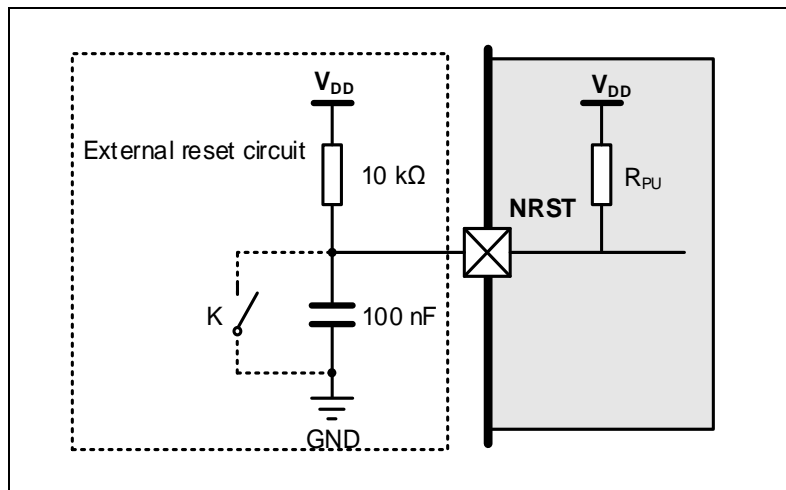 V_DD
V_DD
External reset circuit
10 kΩ
R_PU
NRST
K
100 nF
GND